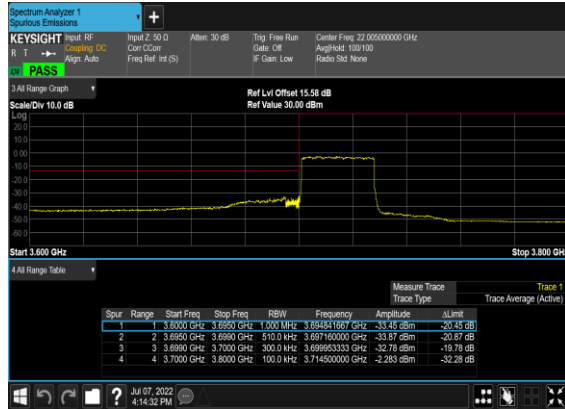 Spectrum Analyzer 1
Spurious Emissions
+
KEYSIGHT Input: RF Input Z: 50 Ω Atten: 30 dB Trig: Free Run Center Freq: 22.005000000 GHz
R T Coupling: DC Corr CCorr Gate: Off Avg|Hold: 100/100
Align: Auto Freq Ref: Int (S) IF Gain: Low Radio Std: None
PASS
3 All Range Graph
Ref Lvl Offset 15.58 dB
Scale/Div 10.0 dB Ref Value 30.00 dBm
Log
20.0
10.0
0.00
-10.0
-20.0
-30.0
-40.0
-50.0
-60.0
Start 3.600 GHz Stop 3.800 GHz
4 All Range Table
Measure Trace Trace 1
Trace Type Trace Average (Active)
Spur Range Start Freq Stop Freq RBW Frequency Amplitude ΔLimit
1 1 3.6000 GHz 3.6950 GHz 1.000 MHz 3.694841667 GHz -33.45 dBm -20.45 dB
2 2 3.6950 GHz 3.6990 GHz 510.0 kHz 3.697160000 GHz -33.87 dBm -20.87 dB
3 3 3.6990 GHz 3.7000 GHz 300.0 kHz 3.699953333 GHz -32.78 dBm -19.78 dB
4 4 3.7000 GHz 3.8000 GHz 100.0 kHz 3.714500000 GHz -2.283 dBm -32.28 dB
? Jul 07, 2022
4:14:32 PM